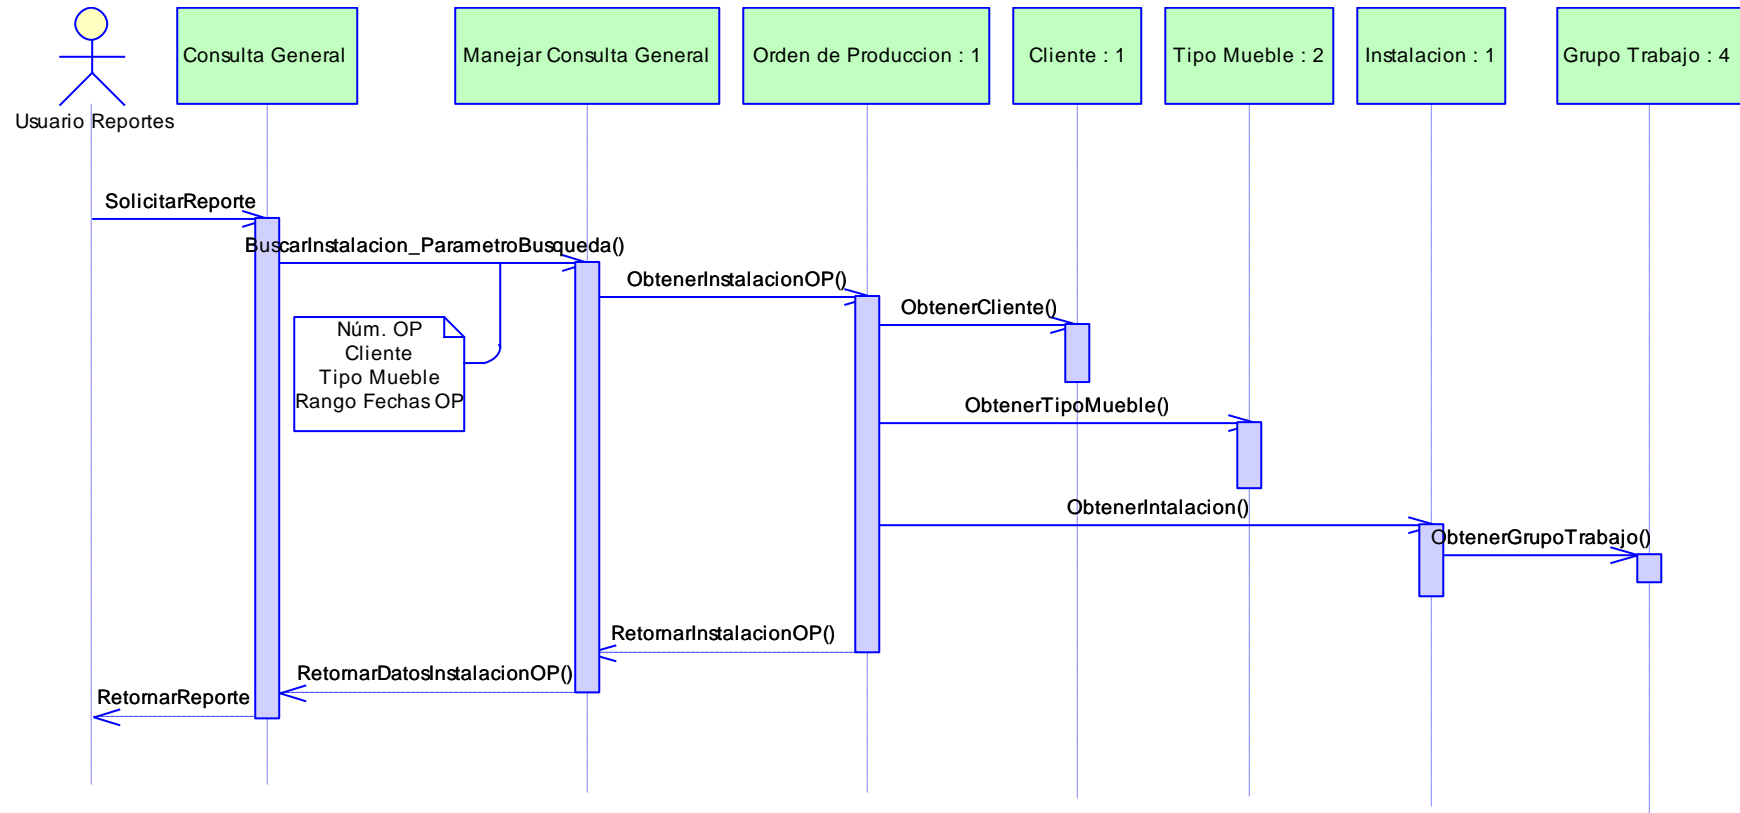 Consulta General
Manejar Consulta General
Orden de Produccion : 1
Cliente : 1
Tipo Mueble : 2
Instalacion : 1
Grupo Trabajo : 4
Usuario Reportes
SolicitarReporte
BuscarInstalacion_ParametroBusqueda()
ObtenerInstalacionOP()
ObtenerCliente()
Núm. OP
Cliente
Tipo Mueble
Rango Fechas OP
ObtenerTipoMueble()
ObtenerIntalacion()
ObtenerGrupoTrabajo()
RetornarInstalacionOP()
RetornarDatosInstalacionOP()
RetornarReporte